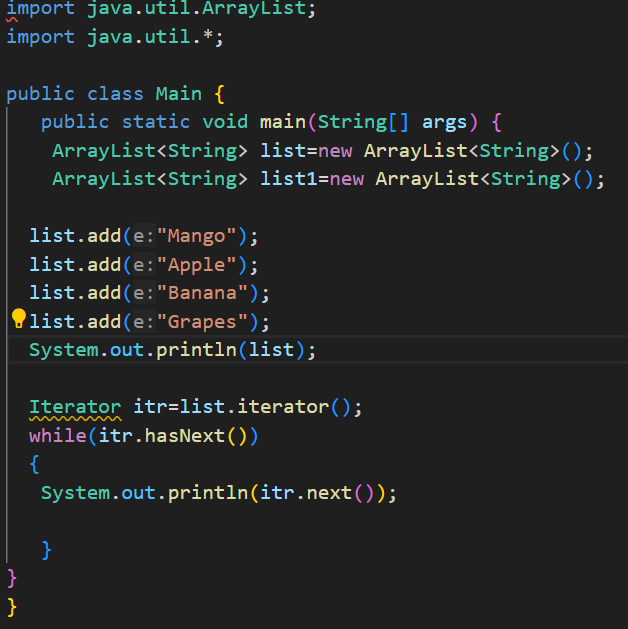 import java.util.ArrayList;
import java.util.*;
public class Main {
public static void main(String[] args) {
ArrayList<String> list=new ArrayList<String>();
ArrayList<String> list1=new ArrayList<String>();
list.add(e:"Mango");
list.add(e:"Apple");
list.add(e:"Banana");
list.add(e:"Grapes");
System.out.println(list);
Iterator itr=list.iterator();
while(itr.hasNext())
{
System.out.println(itr.next());
}
}
}